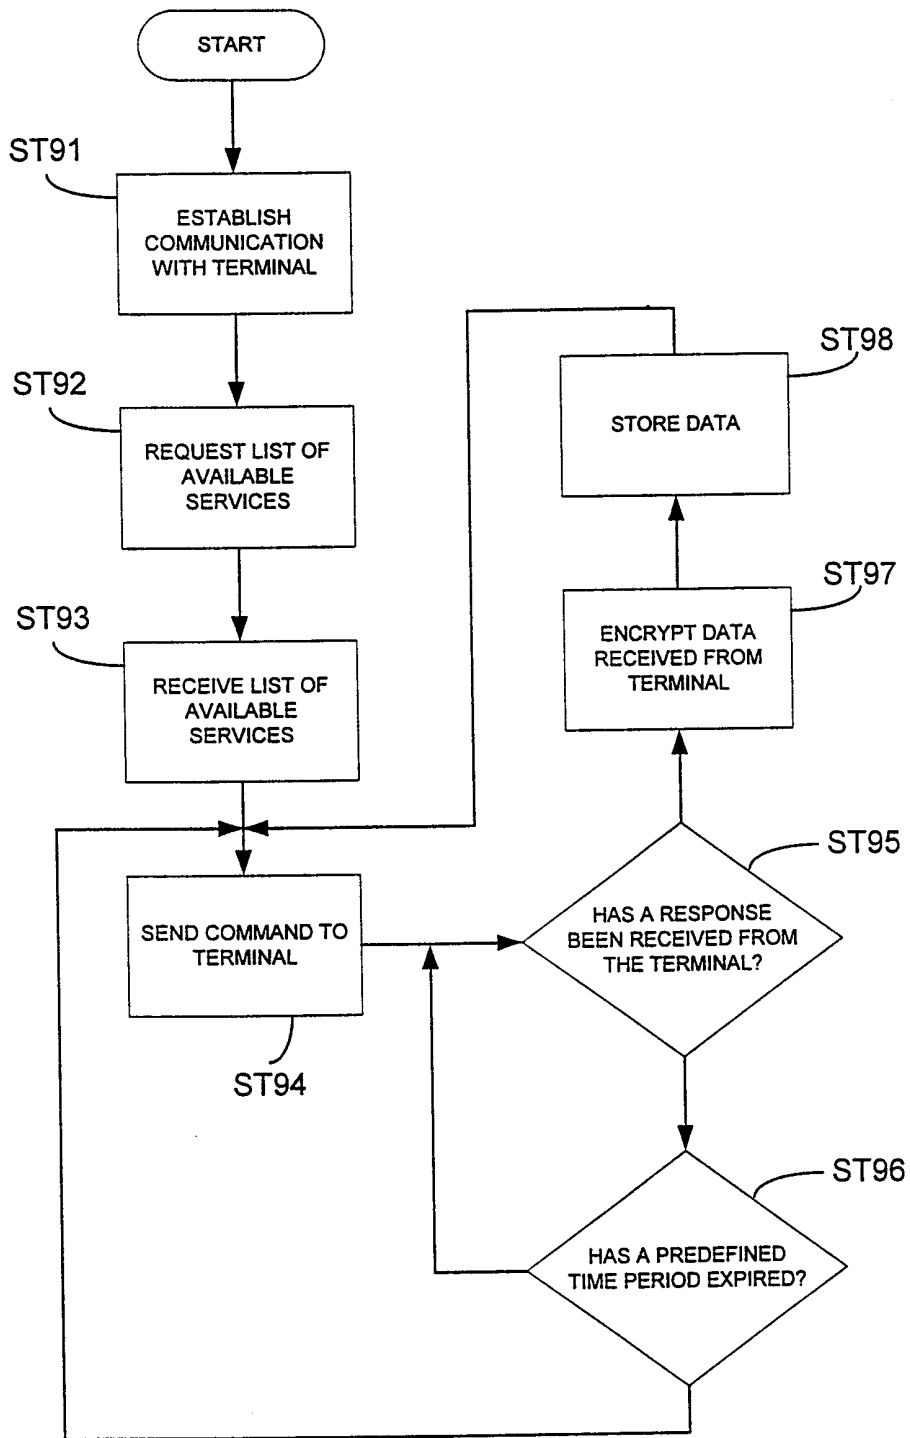 START
ST91
ESTABLISH
COMMUNICATION
WITH TERMINAL
ST92
REQUEST LIST OF
AVAILABLE
SERVICES
ST93
RECEIVE LIST OF
AVAILABLE
SERVICES
SEND COMMAND TO
TERMINAL
ST94
ST98
STORE DATA
ST97
ENCRYPT DATA
RECEIVED FROM
TERMINAL
ST95
HAS A RESPONSE
BEEN RECEIVED FROM
THE TERMINAL?
ST96
HAS A PREDEFINED
TIME PERIOD EXPIRED?